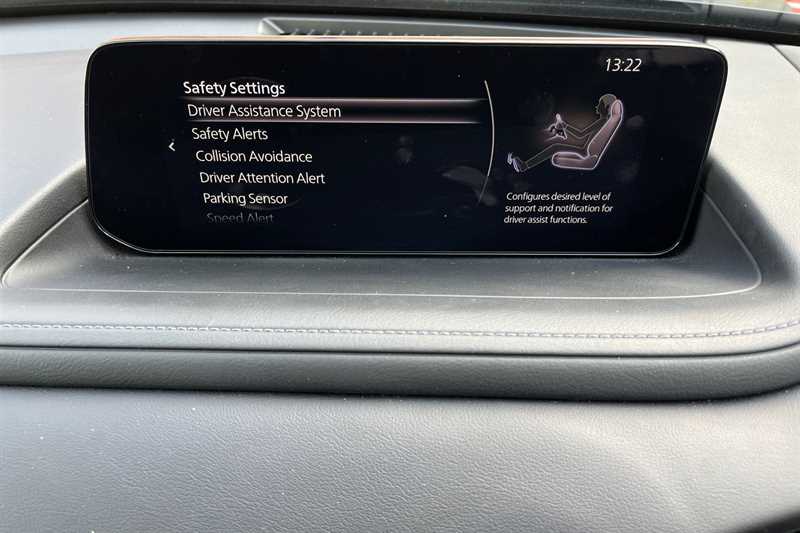 13:22
Safety Settings
Driver Assistance System
Safety Alerts
Collision Avoidance
Driver Attention Alert
Parking Sensor
Speed Alert
Configures desired level of
support and notification for
driver assist functions.